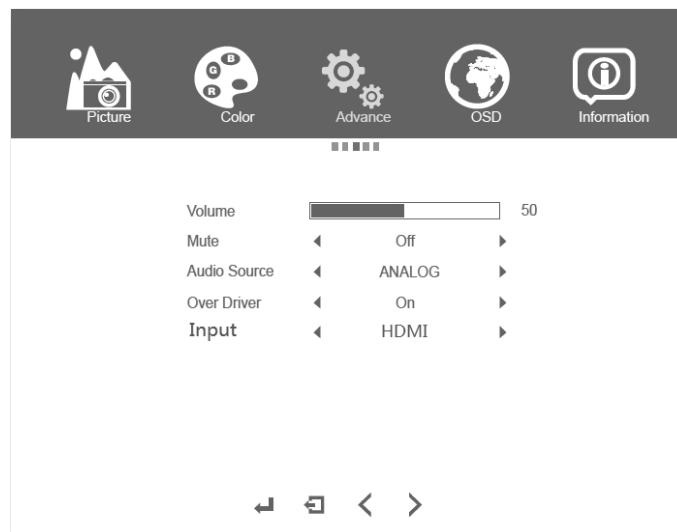 B
G
R
Picture Color Advance OSD Information
Volume 50
Mute Off
Audio Source ANALOG
Over Driver On
Input HDMI